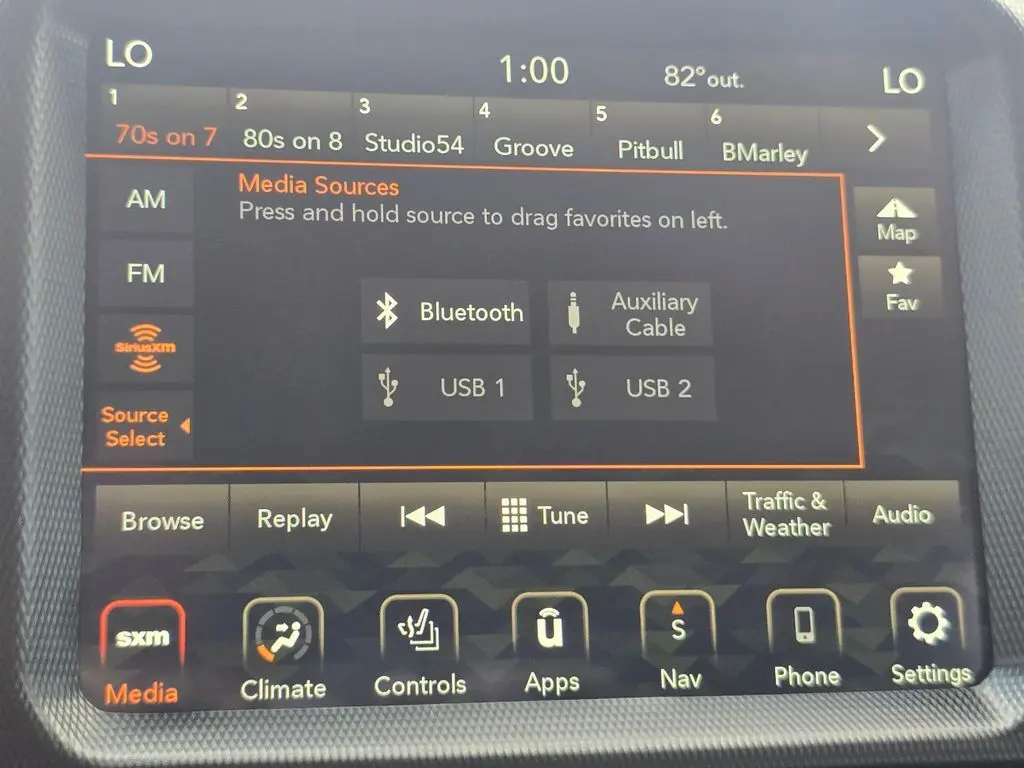 LO 1:00 82° out. LO
1 2 3 4 5 6
70s on 7 80s on 8 Studio54 Groove Pitbull BMarley
AM
Media Sources
Press and hold source to drag favorites on left.
Map
FM
Fav
Bluetooth
Auxiliary
Cable
SiriusXM
USB 1 USB 2
Source
Select
Browse Replay Tune Traffic &
Weather Audio
sxm
Media
Climate
Controls
u
Apps
S
Nav
Phone
Settings